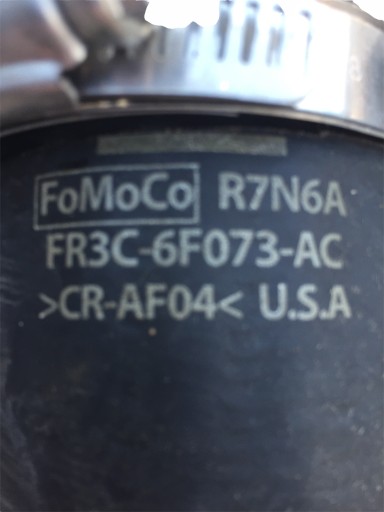 FoMoCo R7N6A
FR3C-6F073-AC
>CR-AF04< U.S.A